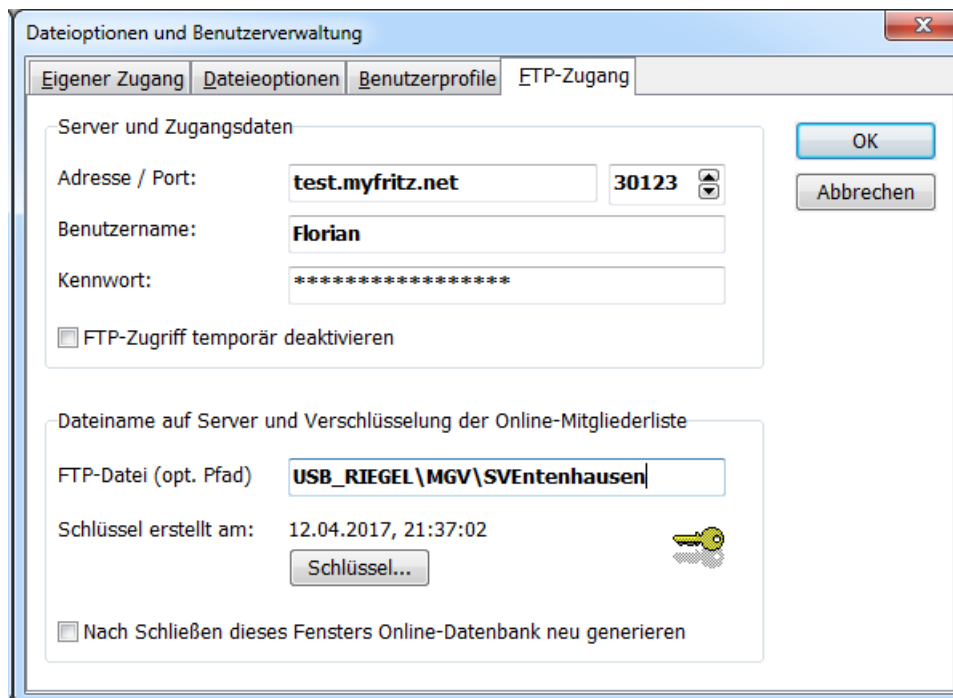 Dateioptionen und Benutzerverwaltung
Eigener Zugang Dateieoptionen Benutzerprofile FTP-Zugang
Server und Zugangsdaten
OK
Adresse / Port: test.myfritz.net 30123
Abbrechen
Benutzername: Florian
Kennwort: *****************
FTP-Zugriff temporär deaktivieren
Dateiname auf Server und Verschlüsselung der Online-Mitgliederliste
FTP-Datei (opt. Pfad) USB_RIEGEL\MGV\SVEntenhausen
Schlüssel erstellt am: 12.04.2017, 21:37:02
Schlüssel...
Nach Schließen dieses Fensters Online-Datenbank neu generieren